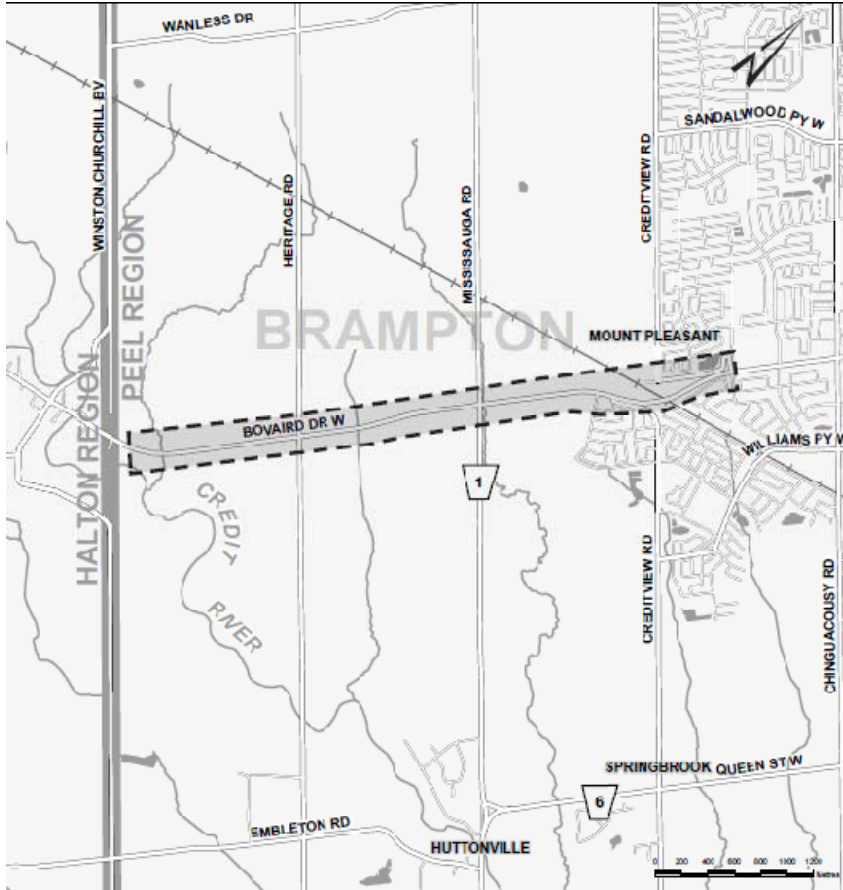 WANLESS DR
N
SANDALWOOD PY W
WINSTON CHURCHILL BV
HERITAGE RD
MISSISSAUGA RD
CREDITVIEW RD
PEEL REGION
BRAMPTON
MOUNT PLEASANT
HALTON REGION
BOVAIRD DR W
WILLIAMS PY W
1
CREDIT
RIVER
CREDITVIEW RD
CHINGUACOUSY RD
SPRINGBROOK
QUEEN ST W
6
EMBLETON RD
HUTTONVILLE
0 200 400 600 800 1000 1200
Metres